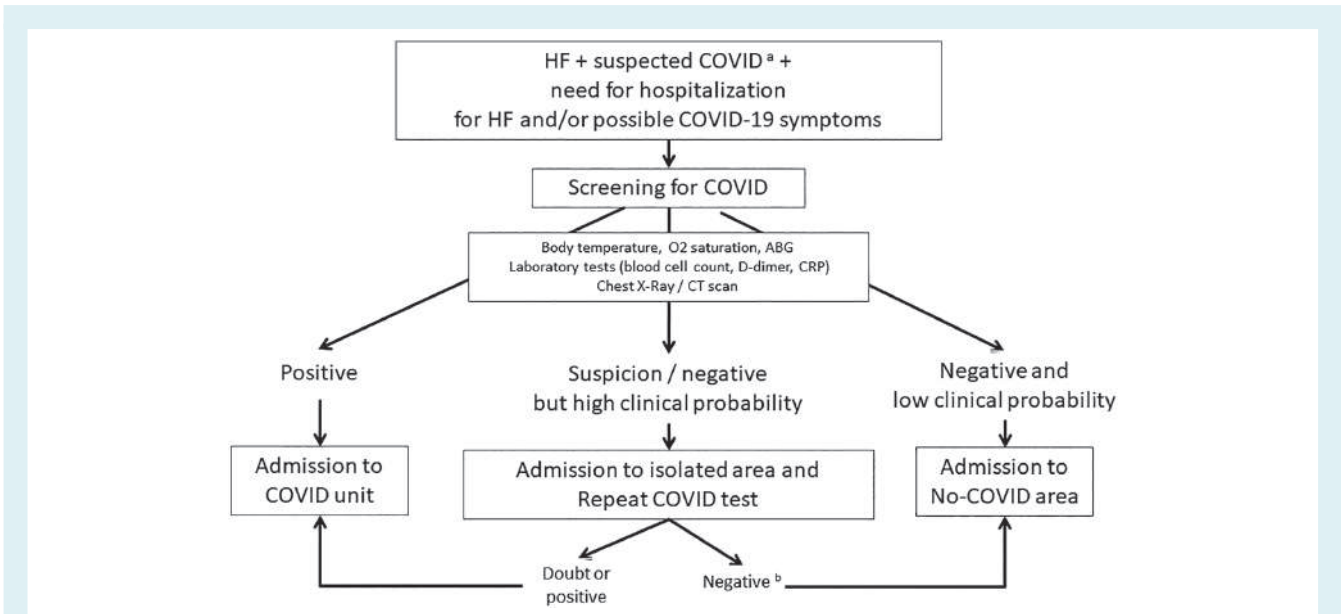 HF + suspected COVID a +
need for hospitalization
for HF and/or possible COVID-19 symptoms
Screening for COVID
Body temperature, O2 saturation, ABG
Laboratory tests (blood cell count, D-dimer, CRP)
Chest X-Ray / CT scan
Positive
Suspicion / negative
but high clinical probability
Negative and
low clinical probability
Admission to
COVID unit
Admission to isolated area and
Repeat COVID test
Admission to
No-COVID area
Doubt or
positive
Negative b